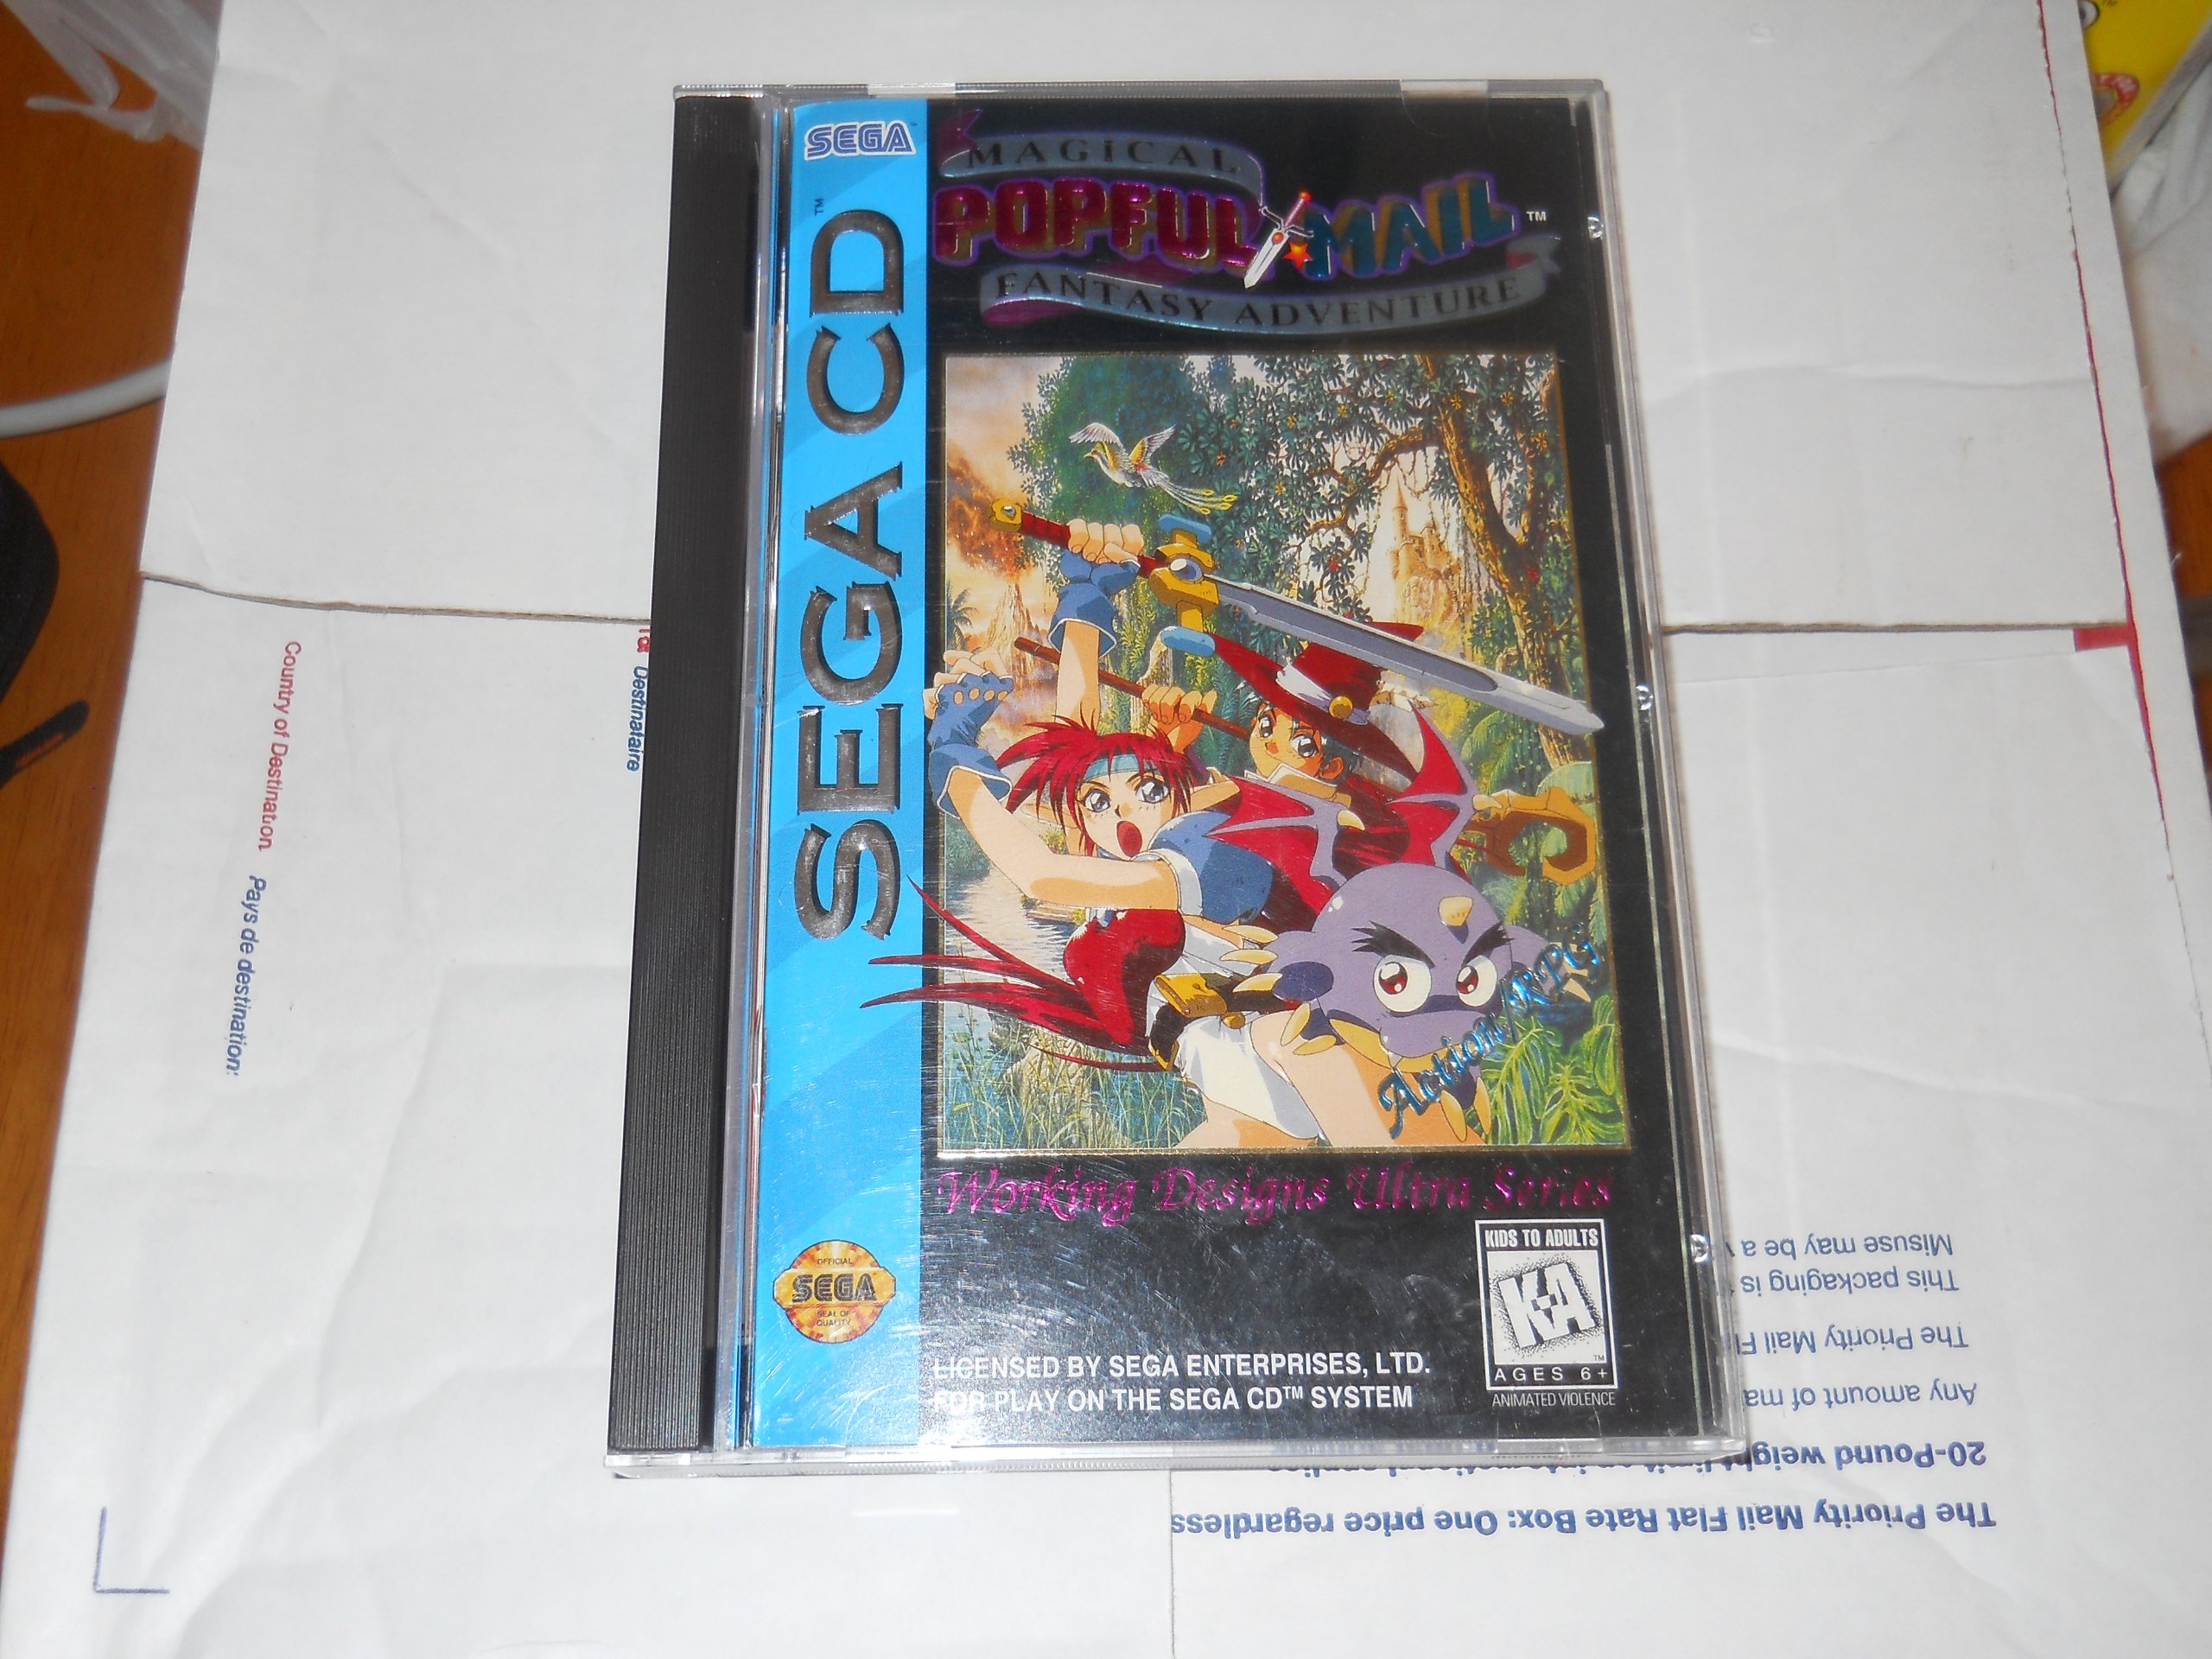 SEGA
SEGA CD™
MAGiCAL
POPFUL MAIL™
FANTASY ADVENTURE
Action/RPG
Working Designs Ultra Series
OFFICIAL
SEGA
SEAL OF
QUALITY
KIDS TO ADULTS
KA
™
AGES 6+
ANIMATED VIOLENCE
LICENSED BY SEGA ENTERPRISES, LTD.
FOR PLAY ON THE SEGA CD™ SYSTEM
Country of Destination Pays de destination:
Destinataire
The Priority Mail Flat Rate Box: One price regardless
20-Pound weight
Any amount of
The Priority Mail
This packaging is
Misuse may be a